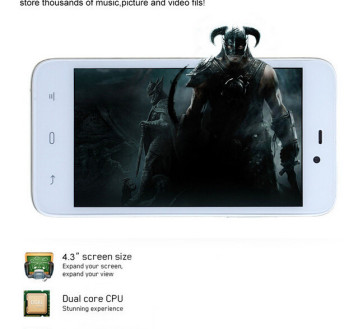 store thousands of music,picture and video fils!
4.3" screen size
Expand your screen,
expand your view
Dual core CPU
Stunning experience